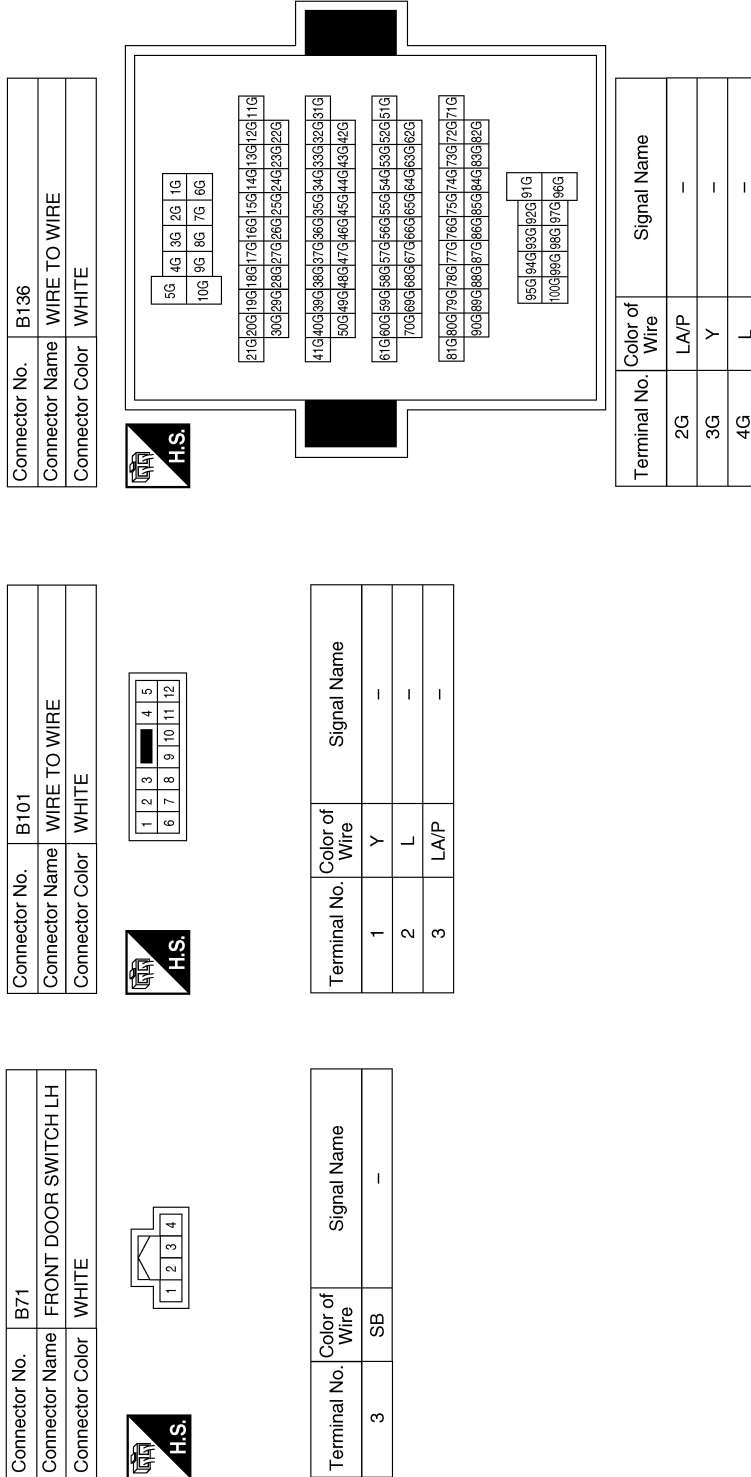 Connector No. B71
Connector Name FRONT DOOR SWITCH LH
Connector Color WHITE
H.S.
1 2 3 4
Terminal No. Color of Wire Signal Name
3 SB –
Connector No. B101
Connector Name WIRE TO WIRE
Connector Color WHITE
H.S.
1 2 3 4 5
6 7 8 9 10 11 12
Terminal No. Color of Wire Signal Name
1 Y –
2 L –
3 LA/P –
Connector No. B136
Connector Name WIRE TO WIRE
Connector Color WHITE
H.S.
5G 4G 3G 2G 1G
10G 9G 8G 7G 6G
21G 20G 19G 18G 17G 16G 15G 14G 13G 12G 11G
30G 29G 28G 27G 26G 25G 24G 23G 22G
41G 40G 39G 38G 37G 36G 35G 34G 33G 32G 31G
50G 49G 48G 47G 46G 45G 44G 43G 42G
61G 60G 59G 58G 57G 56G 55G 54G 53G 52G 51G
70G 69G 68G 67G 66G 65G 64G 63G 62G
81G 80G 79G 78G 77G 76G 75G 74G 73G 72G 71G
90G 89G 88G 87G 86G 85G 84G 83G 82G
95G 94G 93G 92G 91G
100G 99G 98G 97G 96G
Terminal No. Color of Wire Signal Name
2G LA/P –
3G Y –
4G L –